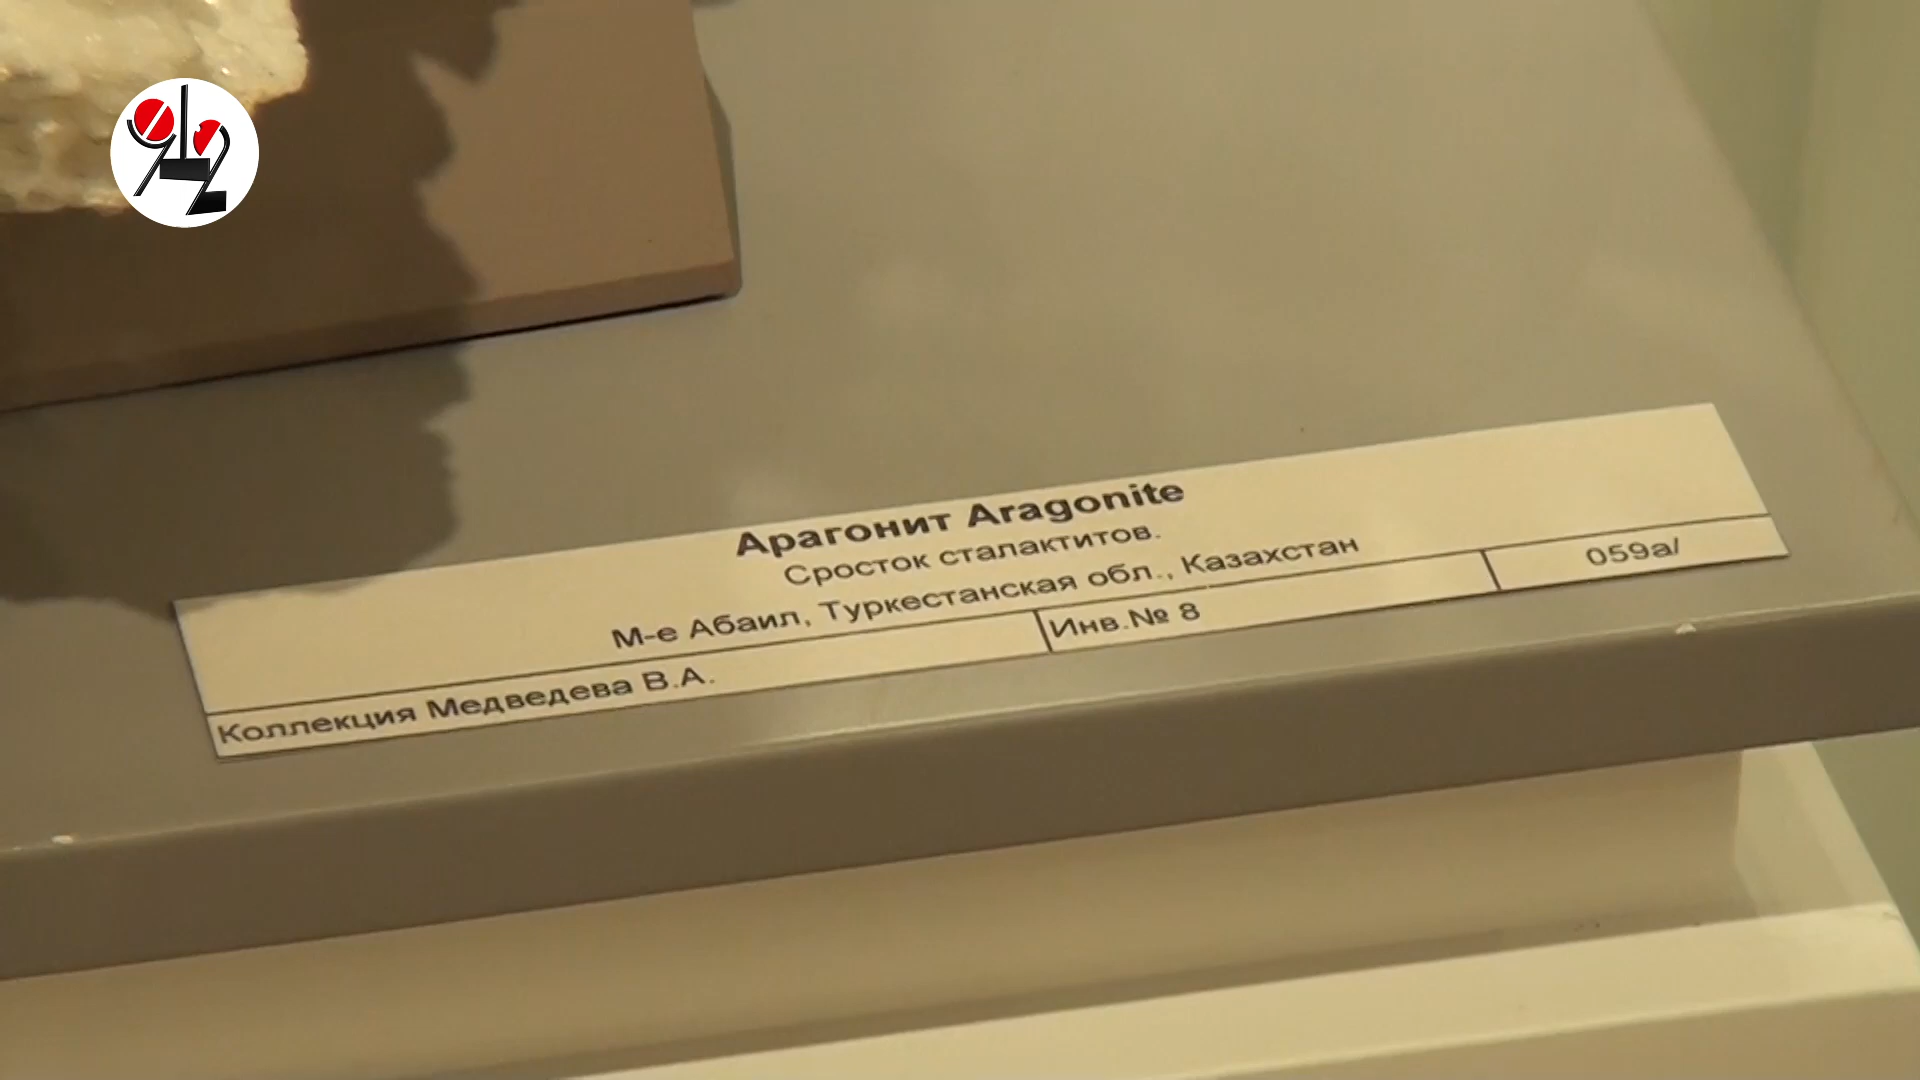 Арагонит Aragonite
Сросток сталактитов.
М-е Абаил, Туркестанская обл., Казахстан
Коллекция Медведева В.А.
Инв.№ 8
059а/